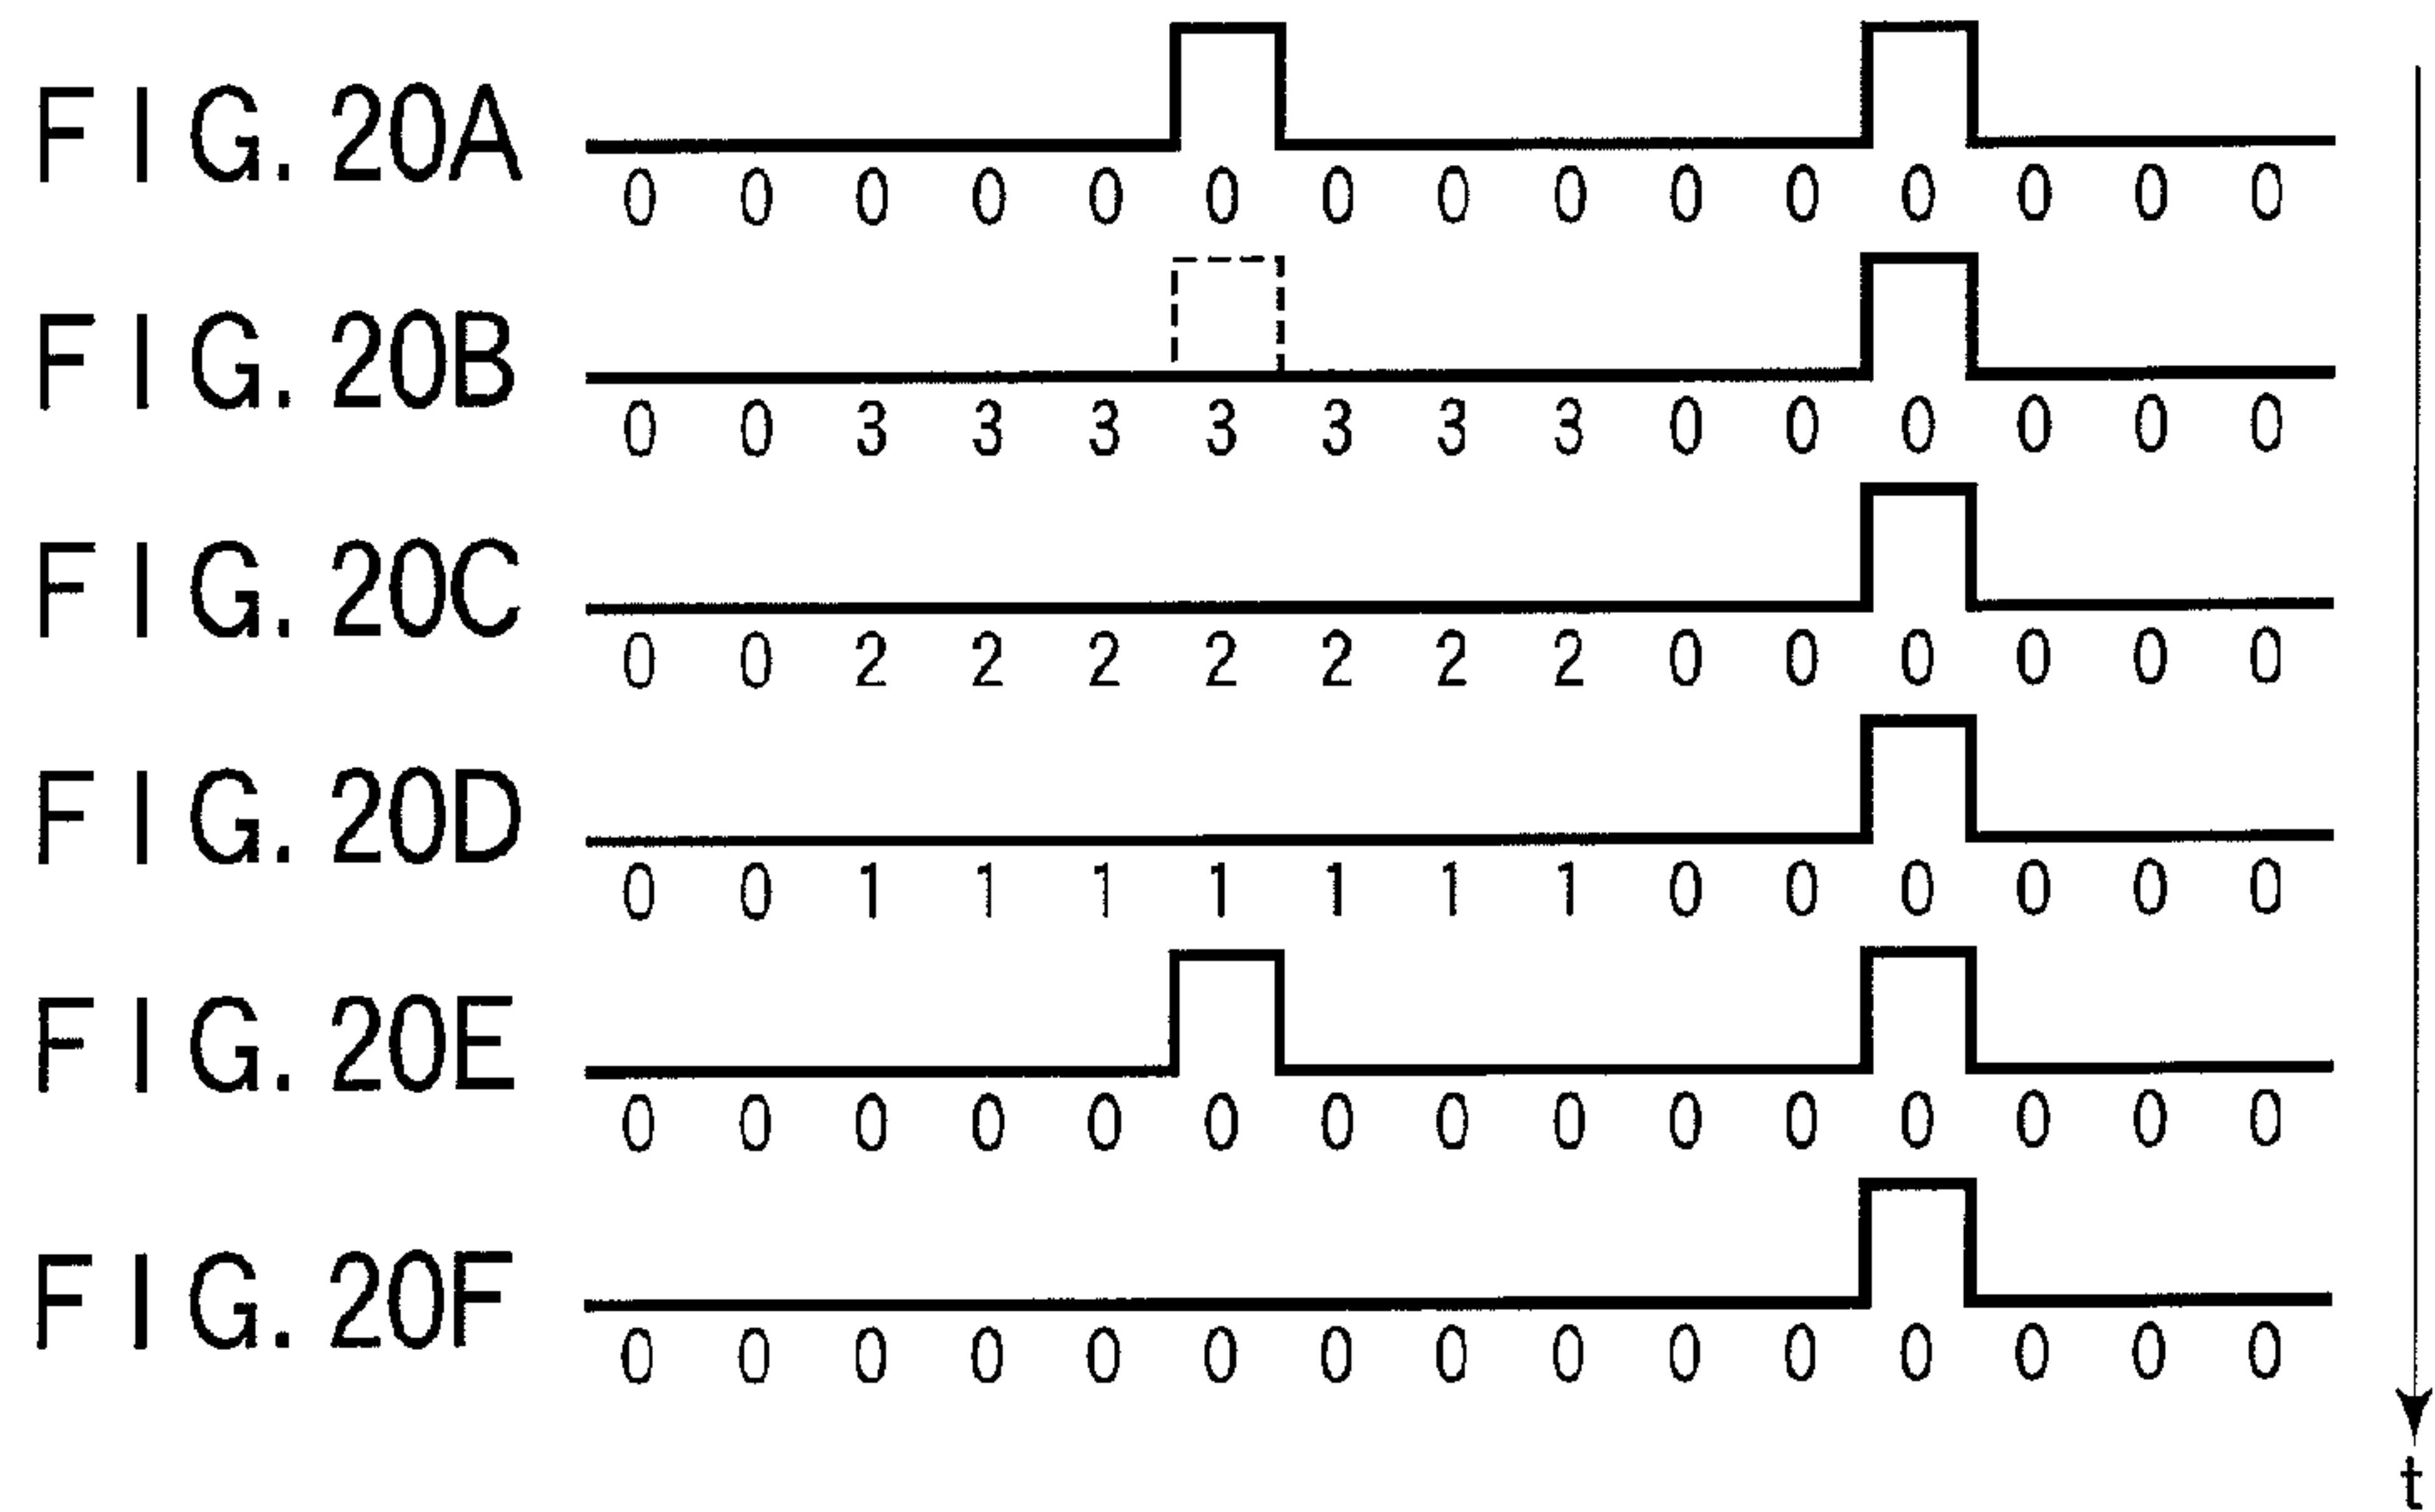 FIG. 20A
0 0 0 0 0 0 0 0 0 0 0 0 0 0 0
FIG. 20B
0 0 3 3 3 3 3 3 3 0 0 0 0 0 0
FIG. 20C
0 0 2 2 2 2 2 2 2 0 0 0 0 0 0
FIG. 20D
0 0 1 1 1 1 1 1 1 0 0 0 0 0 0
FIG. 20E
0 0 0 0 0 0 0 0 0 0 0 0 0 0 0
FIG. 20F
0 0 0 0 0 0 0 0 0 0 0 0 0 0 0
t